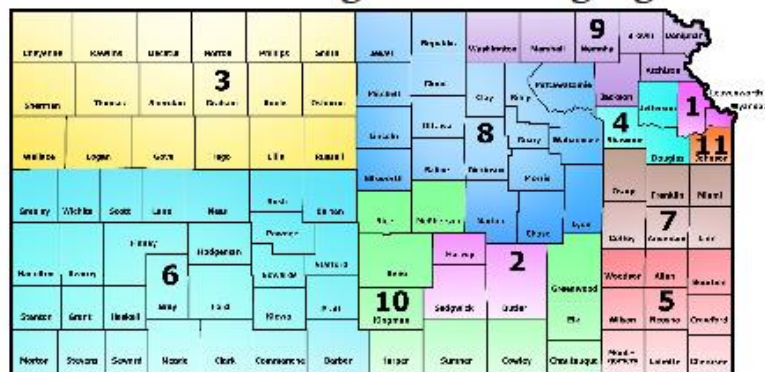 9
Cheyenne Rawlins Decatur Norton Phillips Smith Jewell Republic Washington Marshall Nemaha Brown Doniphan
3
Atchison
Sherman Thomas Sheridan Graham Rooks Osborne Mitchell Cloud Clay Riley Pottawatomie Jackson Jefferson Leavenworth
1
Wyandotte
4
8
11
Wallace Logan Gove Trego Ellis Russell Lincoln Ottawa Geary Wabaunsee Shawnee Douglas Johnson
Ellsworth Saline Dickinson Morris
Osage Franklin Miami
Greeley Wichita Scott Lane Ness Rush Barton Rice McPherson Marion Chase Lyon
Pawnee
7
Coffey Anderson Linn
Finney Hodgeman Stafford
Hamilton Kearny Edwards Reno Harvey
2
Greenwood Woodson Allen Bourbon
6
10
5
Stanton Grant Haskell Gray Ford Kiowa Pratt Kingman Sedgwick Butler Elk Wilson Neosho Crawford
Morton Stevens Seward Meade Clark Commanche Barber Harper Sumner Cowley Chautauqua Mont-
gomery Labette Cherokee